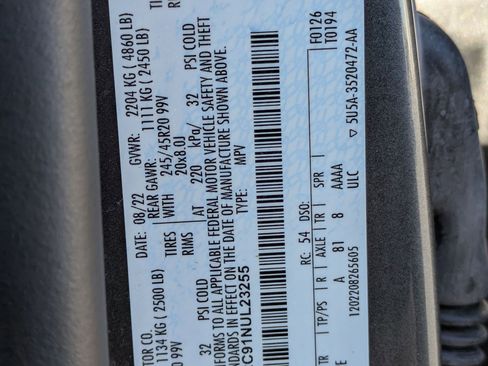 TOR CO.
DATE: 08/22 GVWR: 2204 KG ( 4860 LB)
1134 KG ( 2500 LB) REAR GAWR: 1111 KG ( 2450 LB)
99V TIRES WITH 245/45R20 99V
RIMS 20x8.0J
32 PSI COLD AT 220 kPa/ 32 PSI COLD
FORMS TO ALL APPLICABLE FEDERAL MOTOR VEHICLE SAFETY AND THEFT
STANDARDS IN EFFECT ON THE DATE OF MANUFACTURE SHOWN ABOVE.
C91NUL23255 TYPE: MPV
F0126
T0194
RC: 54 DSO:
TP/PS R AXLE TR SPR
A B1 8 AAAA
1202208265605 ULC ▽ 5U5A-3520472-AA